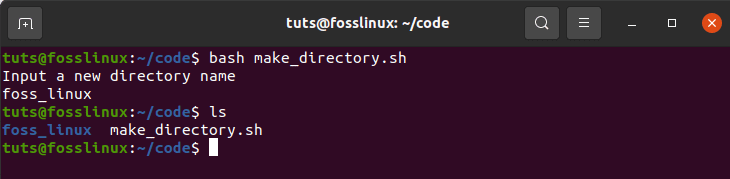 tuts@fosslinux: ~/code
tuts@fosslinux:~/code$ bash make_directory.sh
Input a new directory name
foss_linux
tuts@fosslinux:~/code$ ls
foss_linux  make_directory.sh
tuts@fosslinux:~/code$